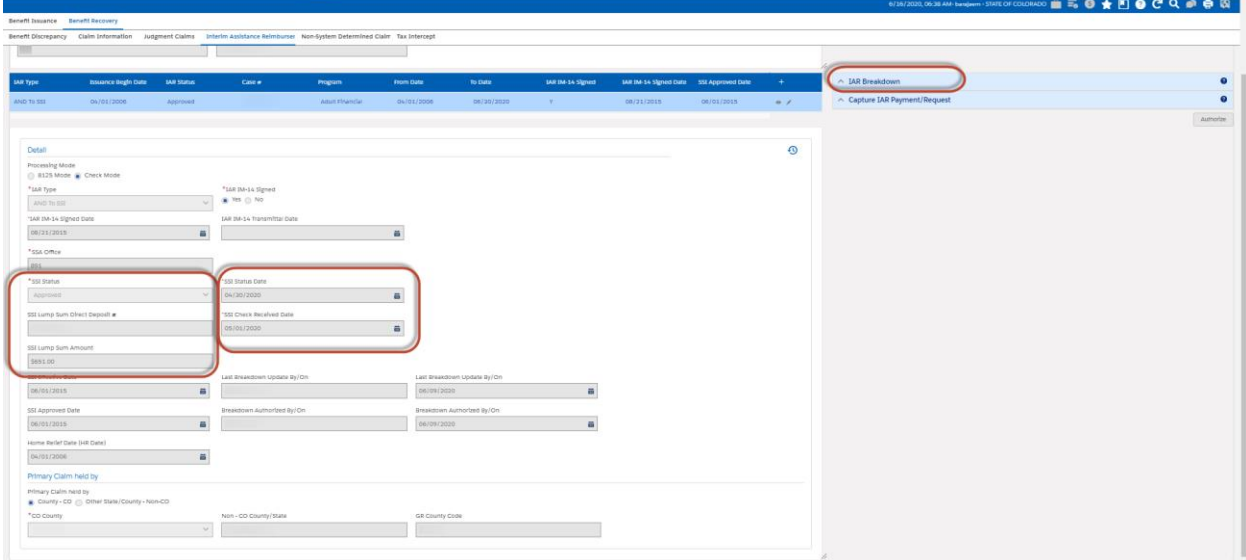 6/16/2020, 06:38 AM- barajasm - STATE OF COLORADO
Benefit Issuance Benefit Recovery
Benefit Discrepancy Claim Information Judgment Claims Interim Assistance Reimburser Non-System Determined Claim Tax Intercept
IAR Type Issuance Begin Date IAR Status Case # Program From Date To Date IAR IM-14 Signed IAR IM-14 Signed Date SSI Approved Date +
AND To SSI 04/01/2006 Approved Adult Financial 04/01/2006 06/30/2020 Y 08/21/2015 06/01/2015
IAR Breakdown
Capture IAR Payment/Request
Authorize
Detail
Processing Mode
8125 Mode Check Mode
*IAR Type *IAR IM-14 Signed
AND To SSI Yes No
*IAR IM-14 Signed Date IAR IM-14 Transmittal Date
08/21/2015
*SSA Office
*SSI Status *SSI Status Date
Approved 04/30/2020
SSI Lump Sum Direct Deposit # *SSI Check Received Date
05/01/2020
SSI Lump Sum Amount
$651.00
Last Breakdown Update By/On Last Breakdown Update By/On
06/01/2015 06/09/2020
SSI Approved Date Breakdown Authorized By/On Breakdown Authorized By/On
06/01/2015 06/09/2020
Home Relief Date (HR Date)
04/01/2006
Primary Claim held by
Primary Claim held by
County - CO Other State/County - Non-CO
*CO County Non - CO County/State GR County Code